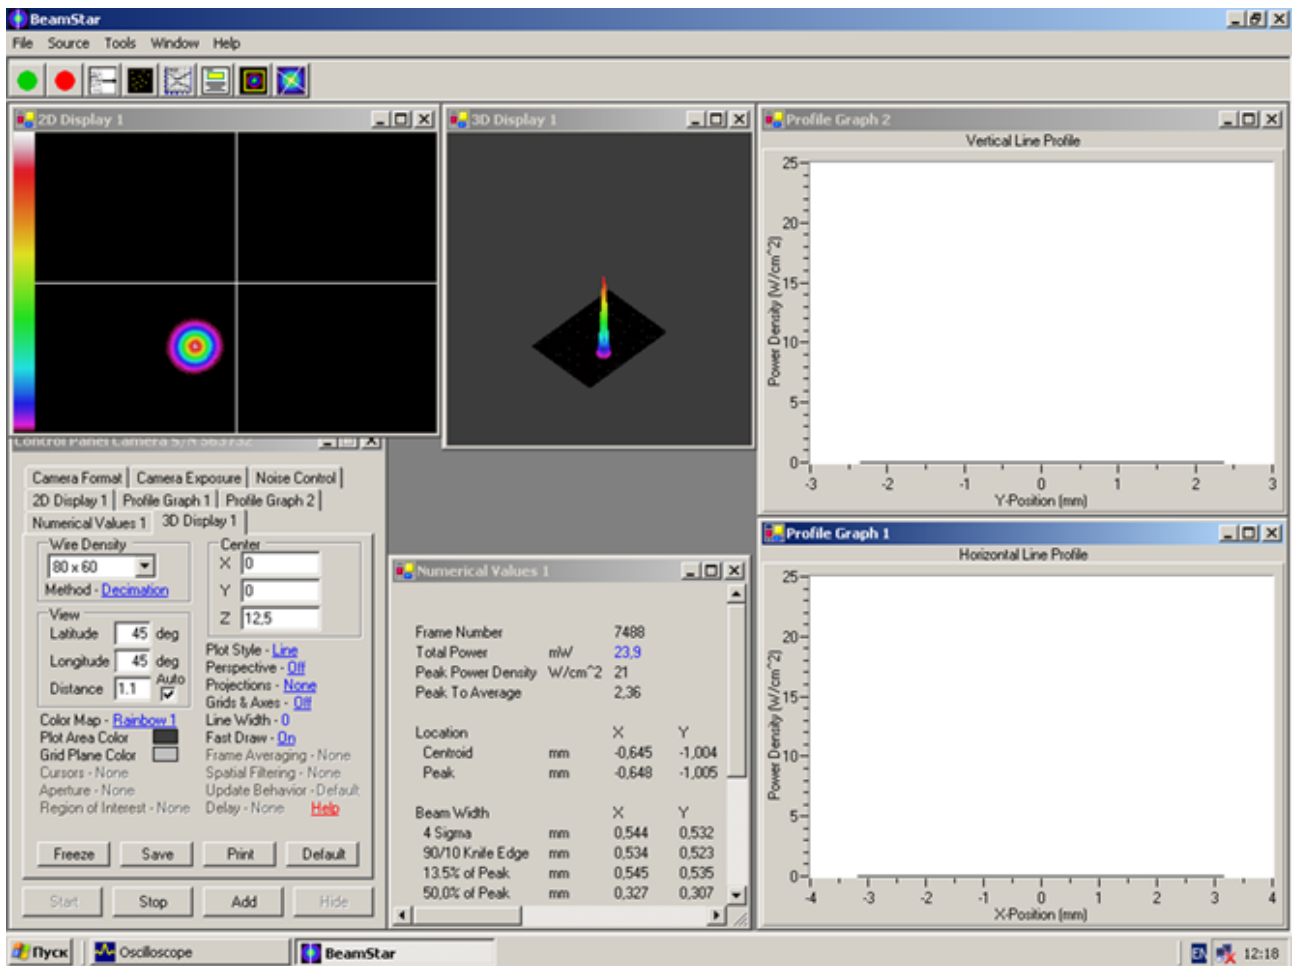 BeamStar
File Source Tools Window Help
2D Display 1
3D Display 1
Profile Graph 2
Vertical Line Profile
25
20
15
10
5
0
Power Density (W/cm^2)
-3 -2 -1 0 1 2 3
Y-Position (mm)
Control Panel Camera S/N 563732
Camera Format Camera Exposure Noise Control
2D Display 1 Profile Graph 1 Profile Graph 2
Numerical Values 1 3D Display 1
Wire Density
80 x 60
Method - Decimation
View
Latitude 45 deg
Longitude 45 deg
Distance 1.1 Auto
Color Map - Rainbow 1
Plot Area Color
Grid Plane Color
Cursors - None
Aperture - None
Region of Interest - None
Center
X 0
Y 0
Z 12,5
Plot Style - Line
Perspective - Off
Projections - None
Grids & Axes - Off
Line Width - 0
Fast Draw - On
Frame Averaging - None
Spatial Filtering - None
Update Behavior - Default
Delay - None Help
Freeze Save Print Default
Start Stop Add Hide
Numerical Values 1
Frame Number 7488
Total Power mW 23,9
Peak Power Density W/cm^2 21
Peak To Average 2,36
Location X Y
Centroid mm -0,645 -1,004
Peak mm -0,648 -1,005
Beam Width X Y
4 Sigma mm 0,544 0,532
90/10 Knife Edge mm 0,534 0,523
13.5% of Peak mm 0,545 0,535
50,0% of Peak mm 0,327 0,307
Profile Graph 1
Horizontal Line Profile
25
20
15
10
5
0
Power Density (W/cm^2)
-4 -3 -2 -1 0 1 2 3 4
X-Position (mm)
Пуск Oscilloscope BeamStar EN 12:18